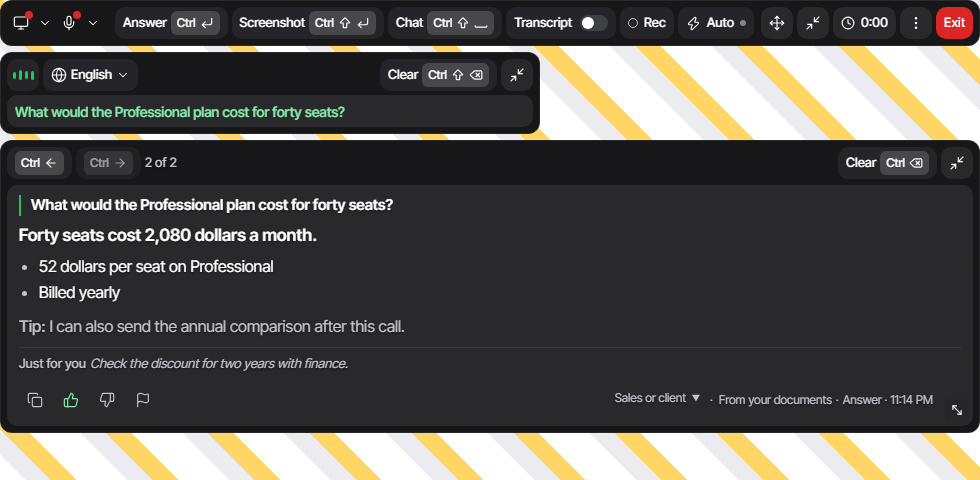 Answer Ctrl Screenshot Ctrl Chat Ctrl Transcript Rec Auto 0:00 Exit
English Clear Ctrl
What would the Professional plan cost for forty seats?
Ctrl Ctrl 2 of 2 Clear Ctrl
What would the Professional plan cost for forty seats?
Forty seats cost 2,080 dollars a month.
• 52 dollars per seat on Professional
• Billed yearly
Tip: I can also send the annual comparison after this call.
Just for you Check the discount for two years with finance.
Sales or client ▼ · From your documents · Answer · 11:14 PM